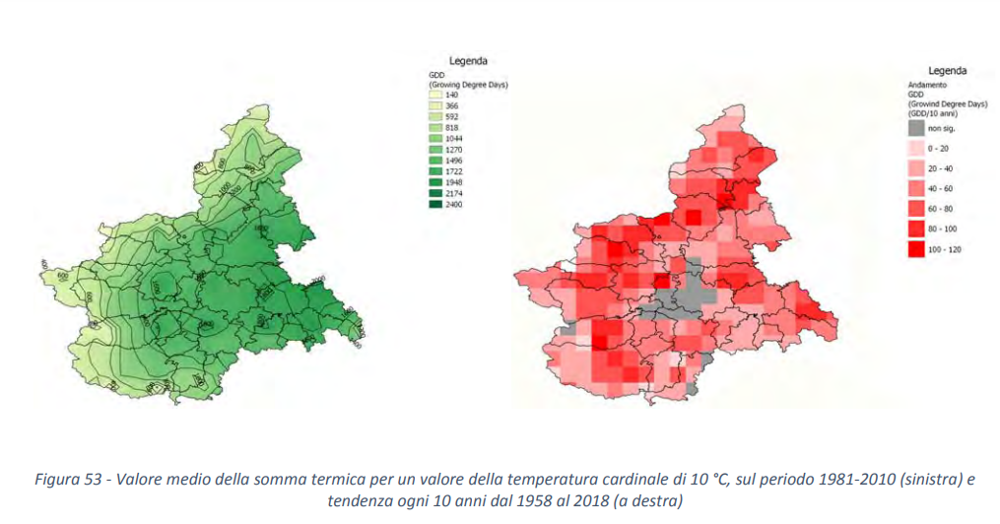 Legenda
GDD
(Growing Degree Days)
140
366
592
818
1044
1270
1496
1722
1948
2174
2400
Legenda
Andamento
GDD
(Growind Degree Days)
(GDD/10 anni)
non sig.
0 - 20
20 - 40
40 - 60
60 - 80
80 - 100
100 - 120
Figura 53 - Valore medio della somma termica per un valore della temperatura cardinale di 10 °C, sul periodo 1981-2010 (sinistra) e
tendenza ogni 10 anni dal 1958 al 2018 (a destra)